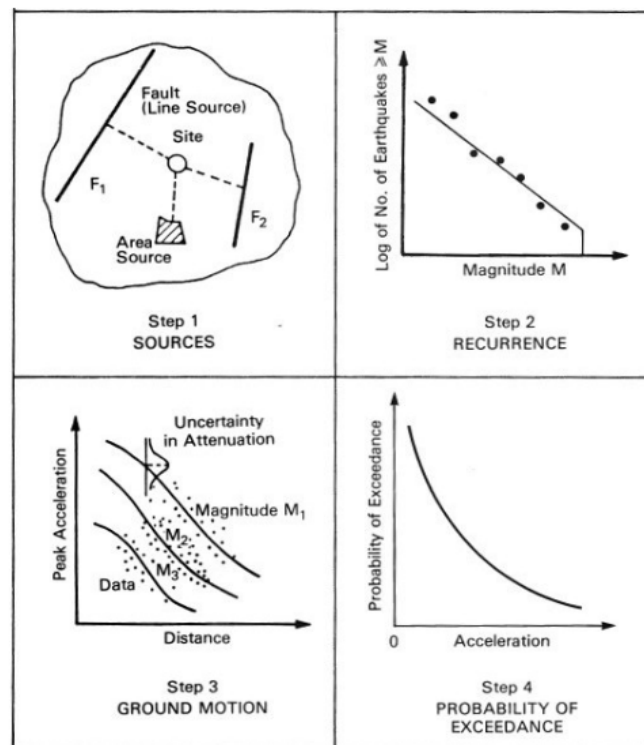 Fault
(Line Source)
Site
F1
F2
Area
Source
Step 1
SOURCES
Log of No. of Earthquakes ⩾ M
Magnitude M
Step 2
RECURRENCE
Uncertainty
in Attenuation
Peak Acceleration
Magnitude M1
M2
M3
Data
Distance
Step 3
GROUND MOTION
Probability of Exceedance
0
Acceleration
Step 4
PROBABILITY OF
EXCEEDANCE